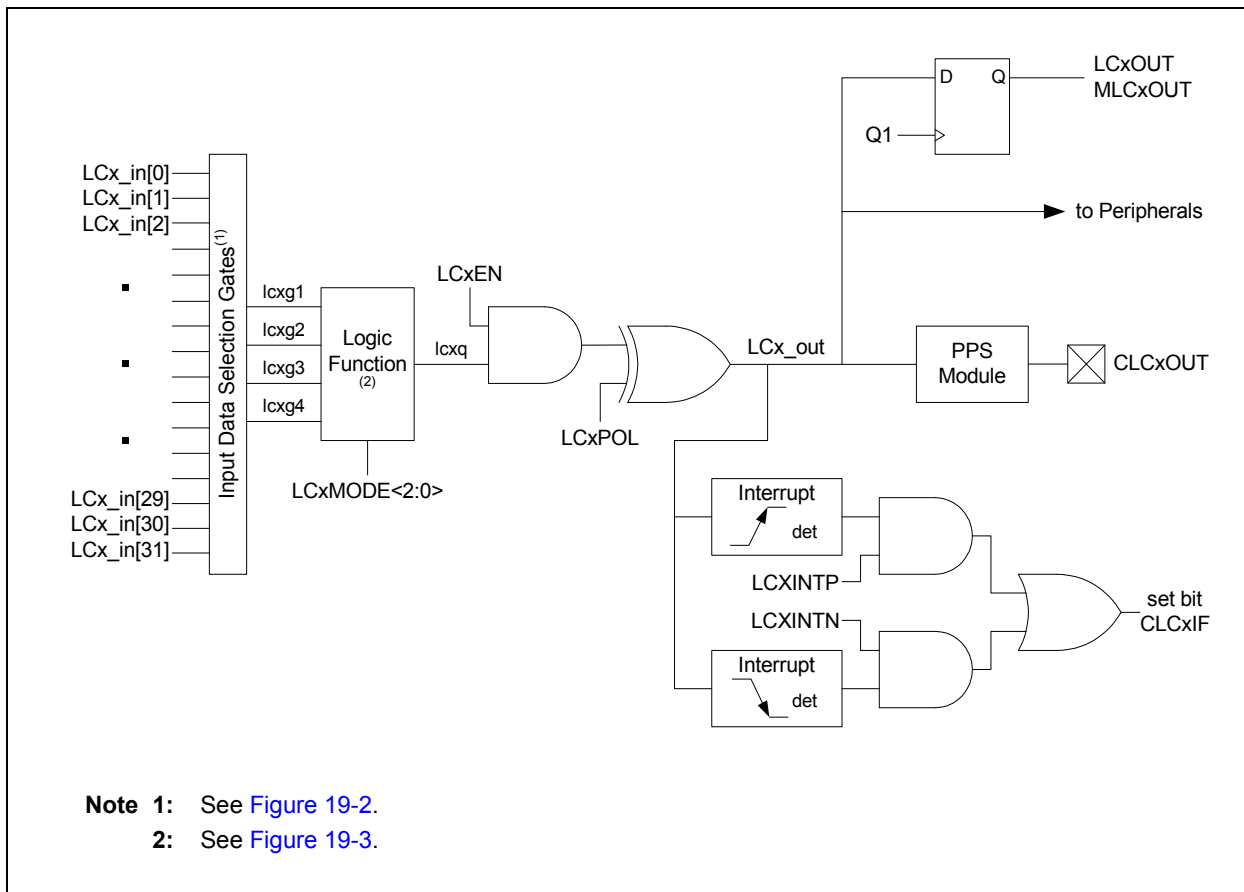 LCx_in[0]
LCx_in[1]
LCx_in[2]
LCx_in[29]
LCx_in[30]
LCx_in[31]
Input Data Selection Gates(1)
lcxg1
lcxg2
lcxg3
lcxg4
Logic
Function
(2)
LCxMODE<2:0>
lcxq
LCxEN
LCxPOL
LCx_out
D Q
Q1
LCxOUT
MLCxOUT
to Peripherals
PPS
Module
CLCxOUT
Interrupt
det
LCXINTP
LCXINTN
Interrupt
det
set bit
CLCxIF
Note 1: See Figure 19-2.
2: See Figure 19-3.